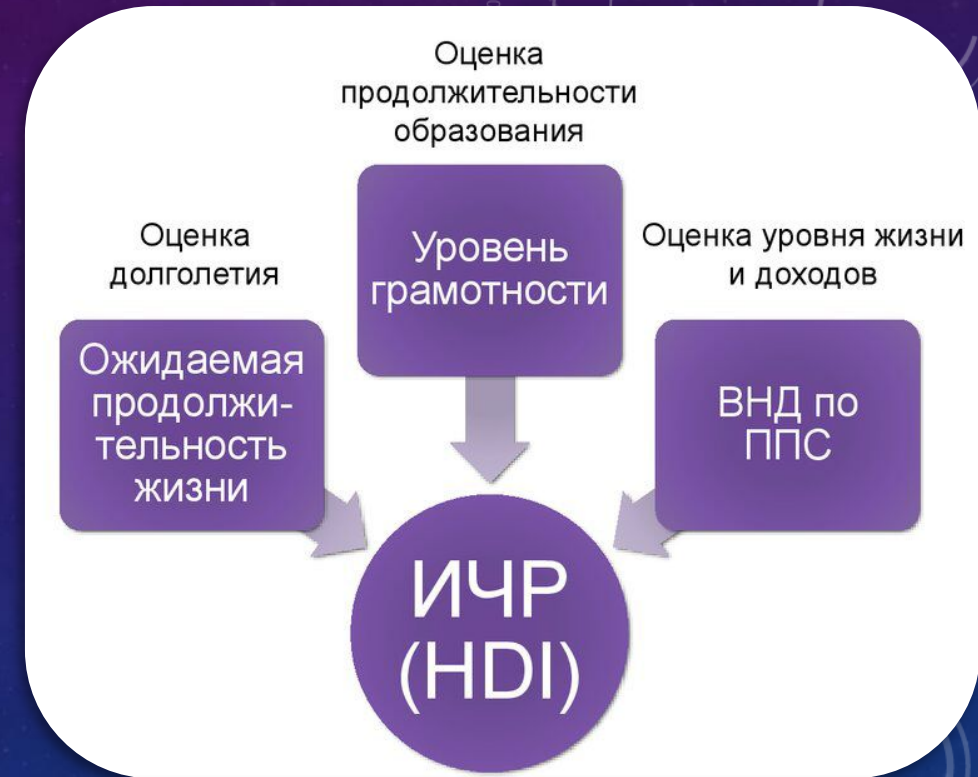 Оценка
продолжительности
образования
Оценка
долголетия
Уровень
грамотности
Оценка уровня жизни
и доходов
Ожидаемая
продолжи-
тельность
жизни
ВНД по
ППС
ИЧР
(HDI)